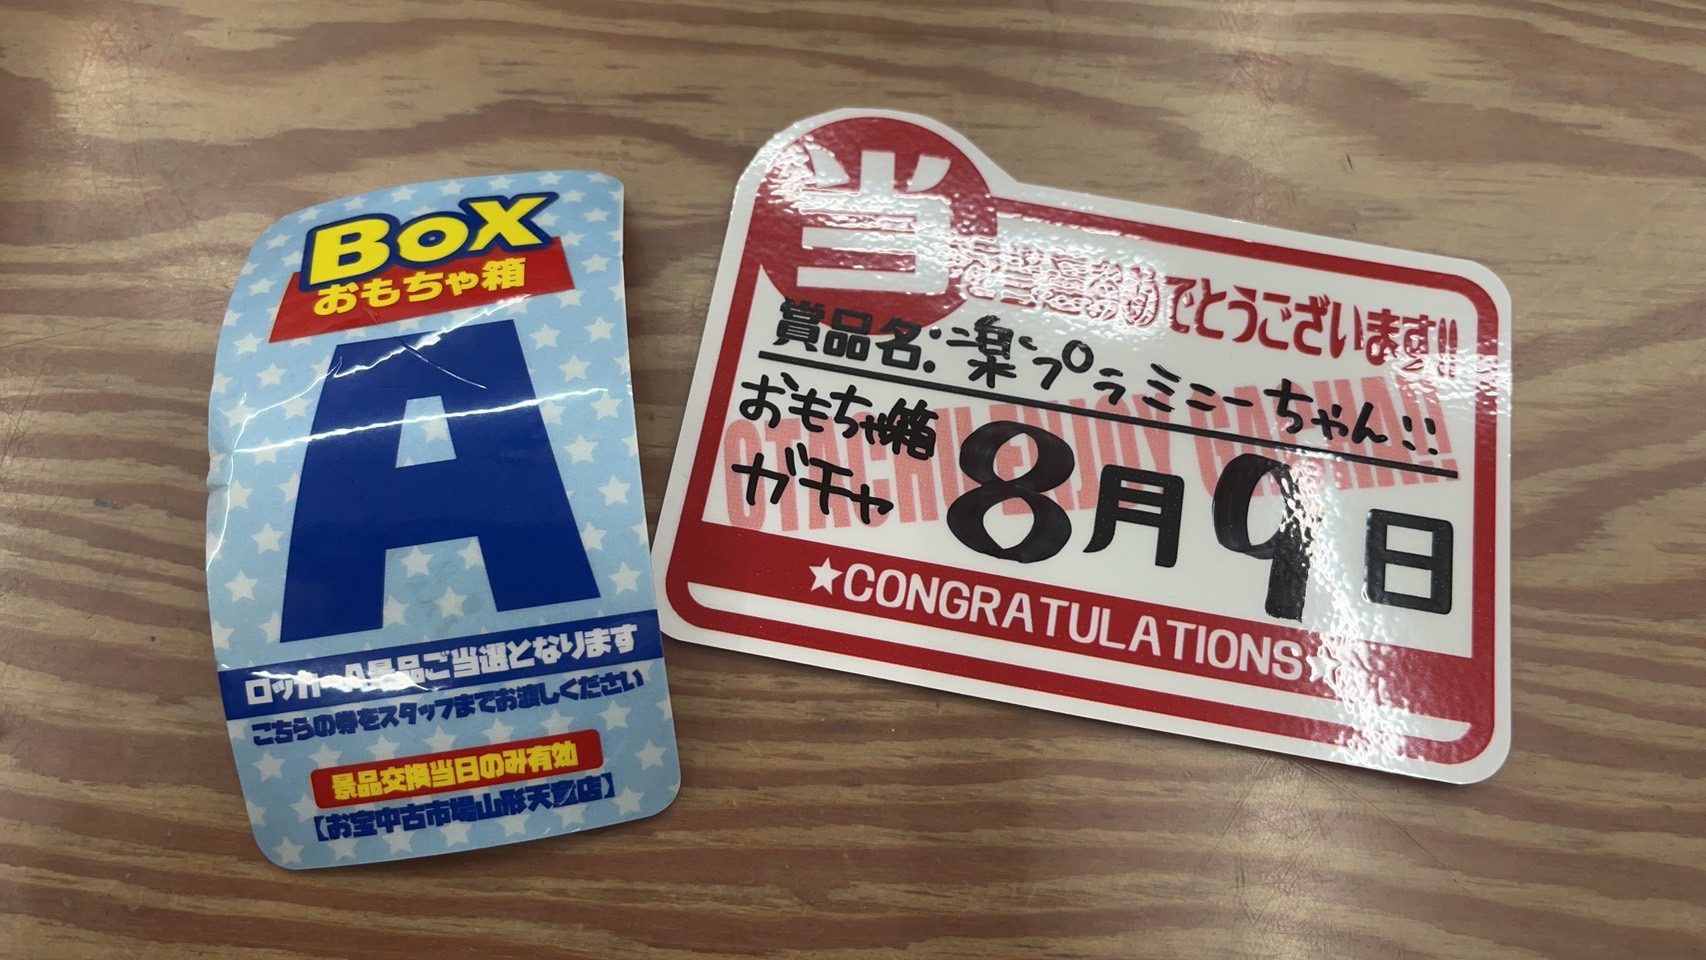 BOX
おもちゃ箱
A
ロッカーA景品ご当選となります
こちらの券をスタッフまでお渡しください
景品交換当日のみ有効
【お宝中古市場山形天童店】
当
ご当選おめでとうございます!!
賞品名:楽プラミニーちゃん!!
おもちゃ箱
ガチャ
8月9日
OTACHU ENJOY GACHA!!
★CONGRATULATIONS★